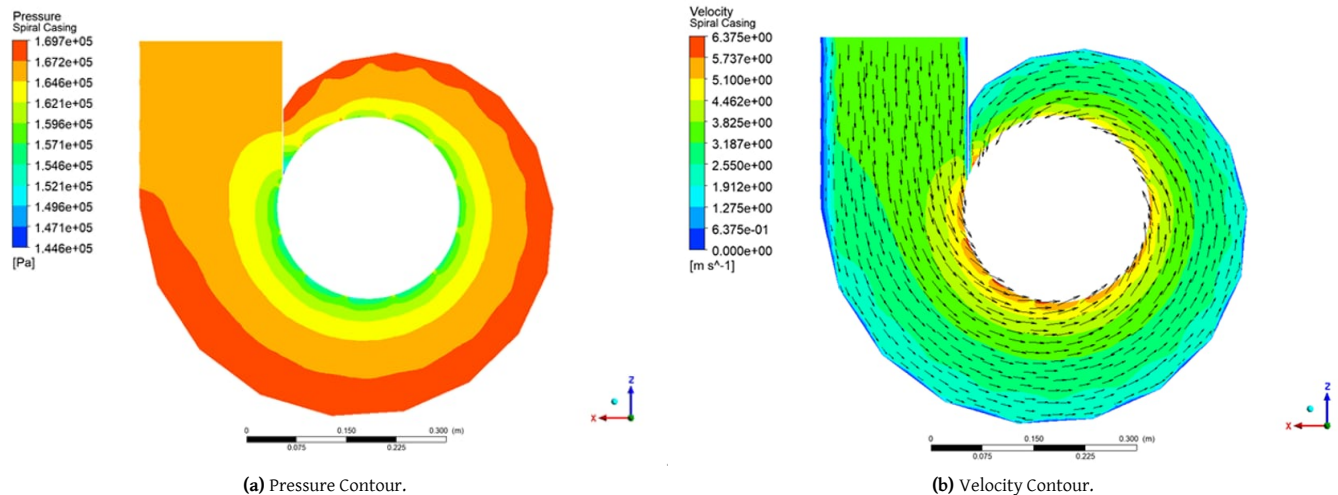 Pressure
Spiral Casing
1.697e+05
1.672e+05
1.646e+05
1.621e+05
1.596e+05
1.571e+05
1.546e+05
1.521e+05
1.496e+05
1.471e+05
1.446e+05
[Pa]
Z
X
0 0.150 0.300 (m)
0.075 0.225
(a) Pressure Contour.
Velocity
Spiral Casing
6.375e+00
5.737e+00
5.100e+00
4.462e+00
3.825e+00
3.187e+00
2.550e+00
1.912e+00
1.275e+00
6.375e-01
0.000e+00
[m s^-1]
Z
X
0 0.150 0.300 (m)
0.075 0.225
(b) Velocity Contour.